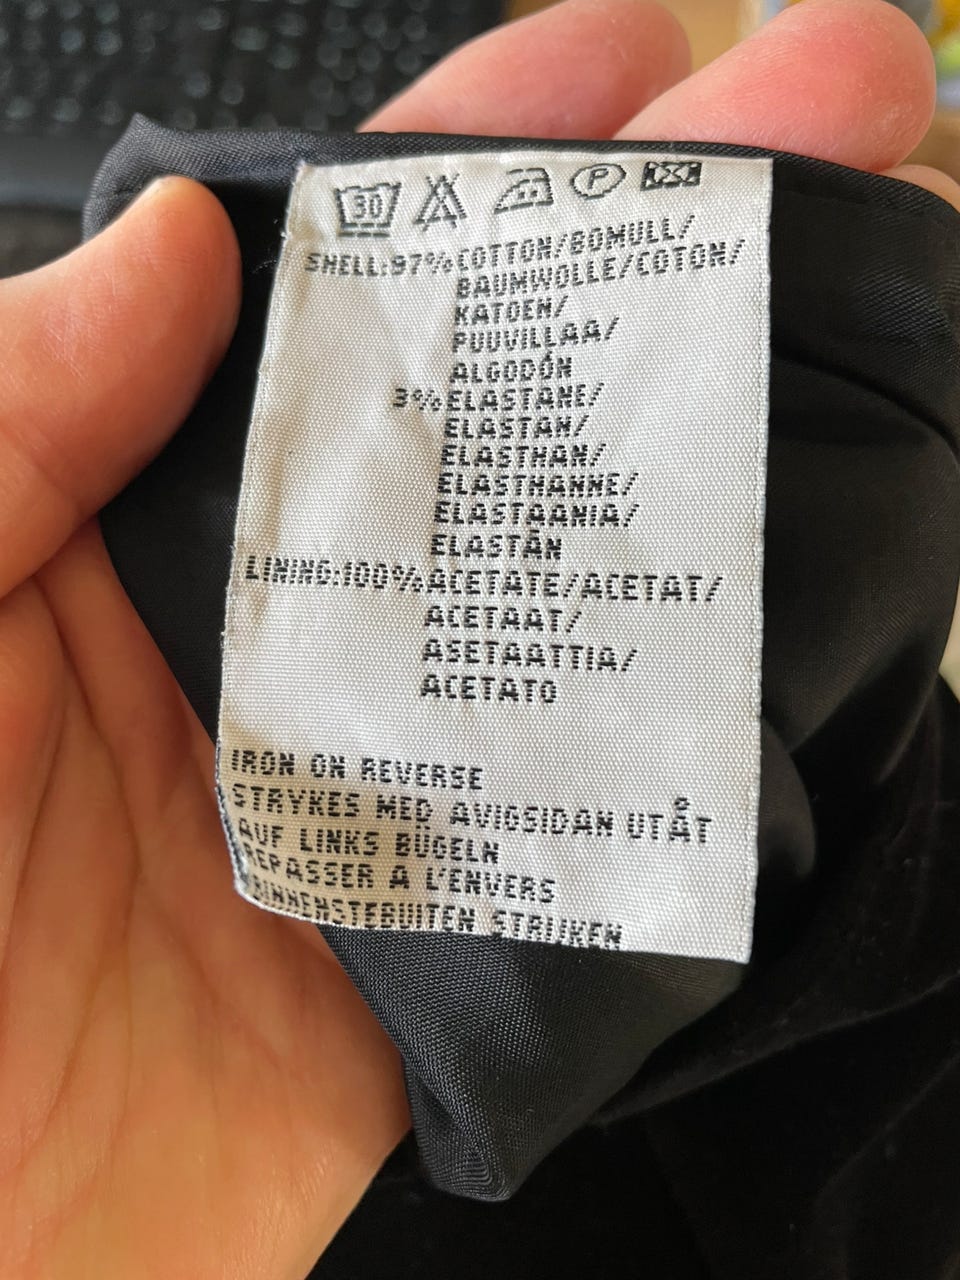 30 P
SHELL:97%COTTON/BOMULL/
BAUMWOLLE/COTON/
KATOEN/
PUUVILLAA/
ALGODÓN
3%ELASTANE/
ELASTAN/
ELASTHAN/
ELASTHANNE/
ELASTAANIA/
ELASTÁN
LINING:100%ACETATE/ACETAT/
ACETAAT/
ASETAATTIA/
ACETATO
IRON ON REVERSE
STRYKES MED AVIGSIDAN UTÅT
AUF LINKS BÜGELN
REPASSER A L'ENVERS
BINNENSTEBUITEN STRIJKEN